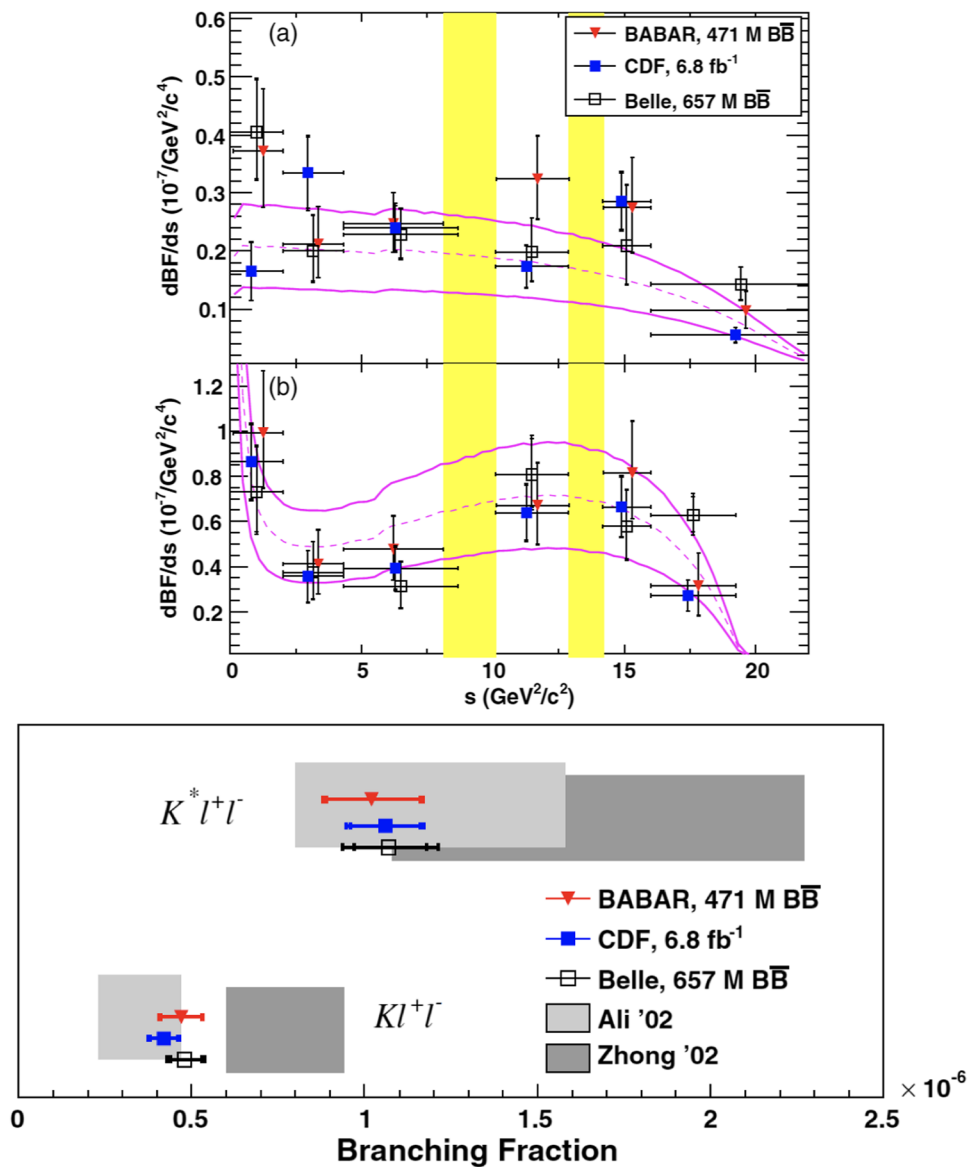 (a)
BABAR, 471 M BB̅
CDF, 6.8 fb⁻¹
Belle, 657 M BB̅
dBF/ds (10⁻⁷/GeV²/c⁴)
0.6
0.5
0.4
0.3
0.2
0.1
(b)
dBF/ds (10⁻⁷/GeV²/c⁴)
1.2
1
0.8
0.6
0.4
0.2
0 5 10 15 20
s (GeV²/c²)
K*l⁺l⁻
BABAR, 471 M BB̅
CDF, 6.8 fb⁻¹
Belle, 657 M BB̅
Kl⁺l⁻
Ali '02
Zhong '02
0 0.5 1 1.5 2 2.5 × 10⁻⁶
Branching Fraction